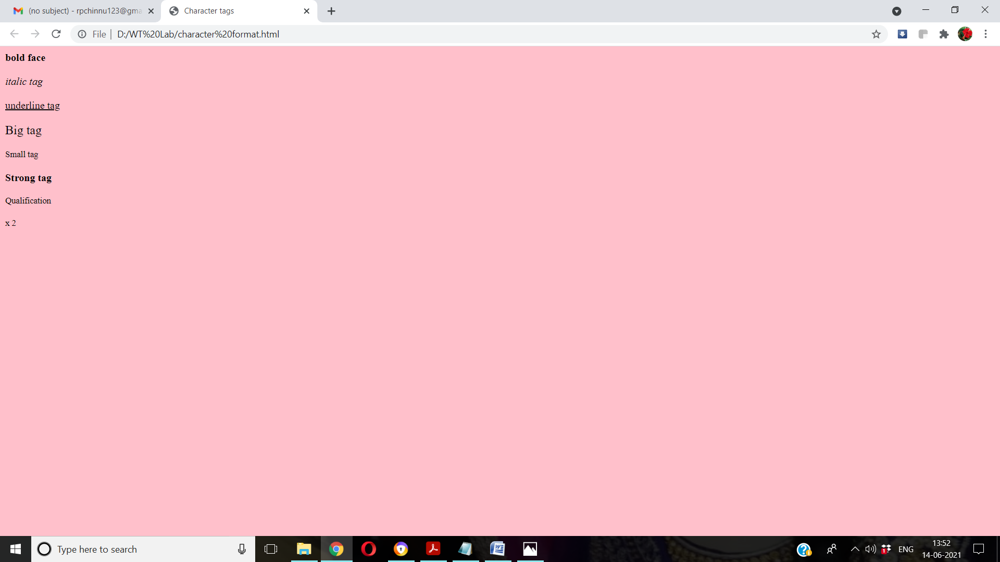 (no subject) - rpchinnu123@gma
Character tags
File | D:/WT%20Lab/character%20format.html
bold face
italic tag
underline tag
Big tag
Small tag
Strong tag
Qualification
x 2
Type here to search
ENG
13:52
14-06-2021
1